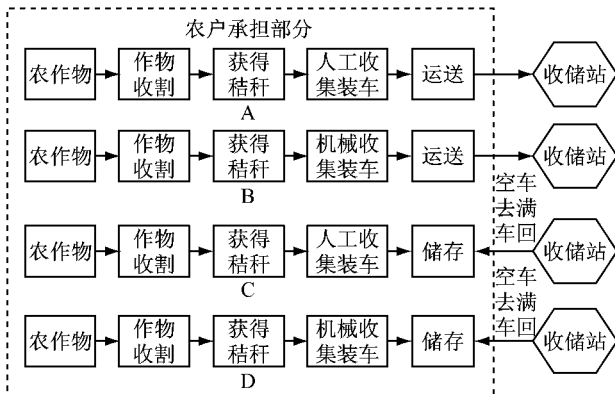 农户承担部分
农作物
作物
收割
获得
秸秆
人工收
集装车
运送
收储站
A
农作物
作物
收割
获得
秸秆
机械收
集装车
运送
收储站
B
空车
去满
车回
农作物
作物
收割
获得
秸秆
人工收
集装车
储存
收储站
C
空车
去满
车回
农作物
作物
收割
获得
秸秆
机械收
集装车
储存
收储站
D